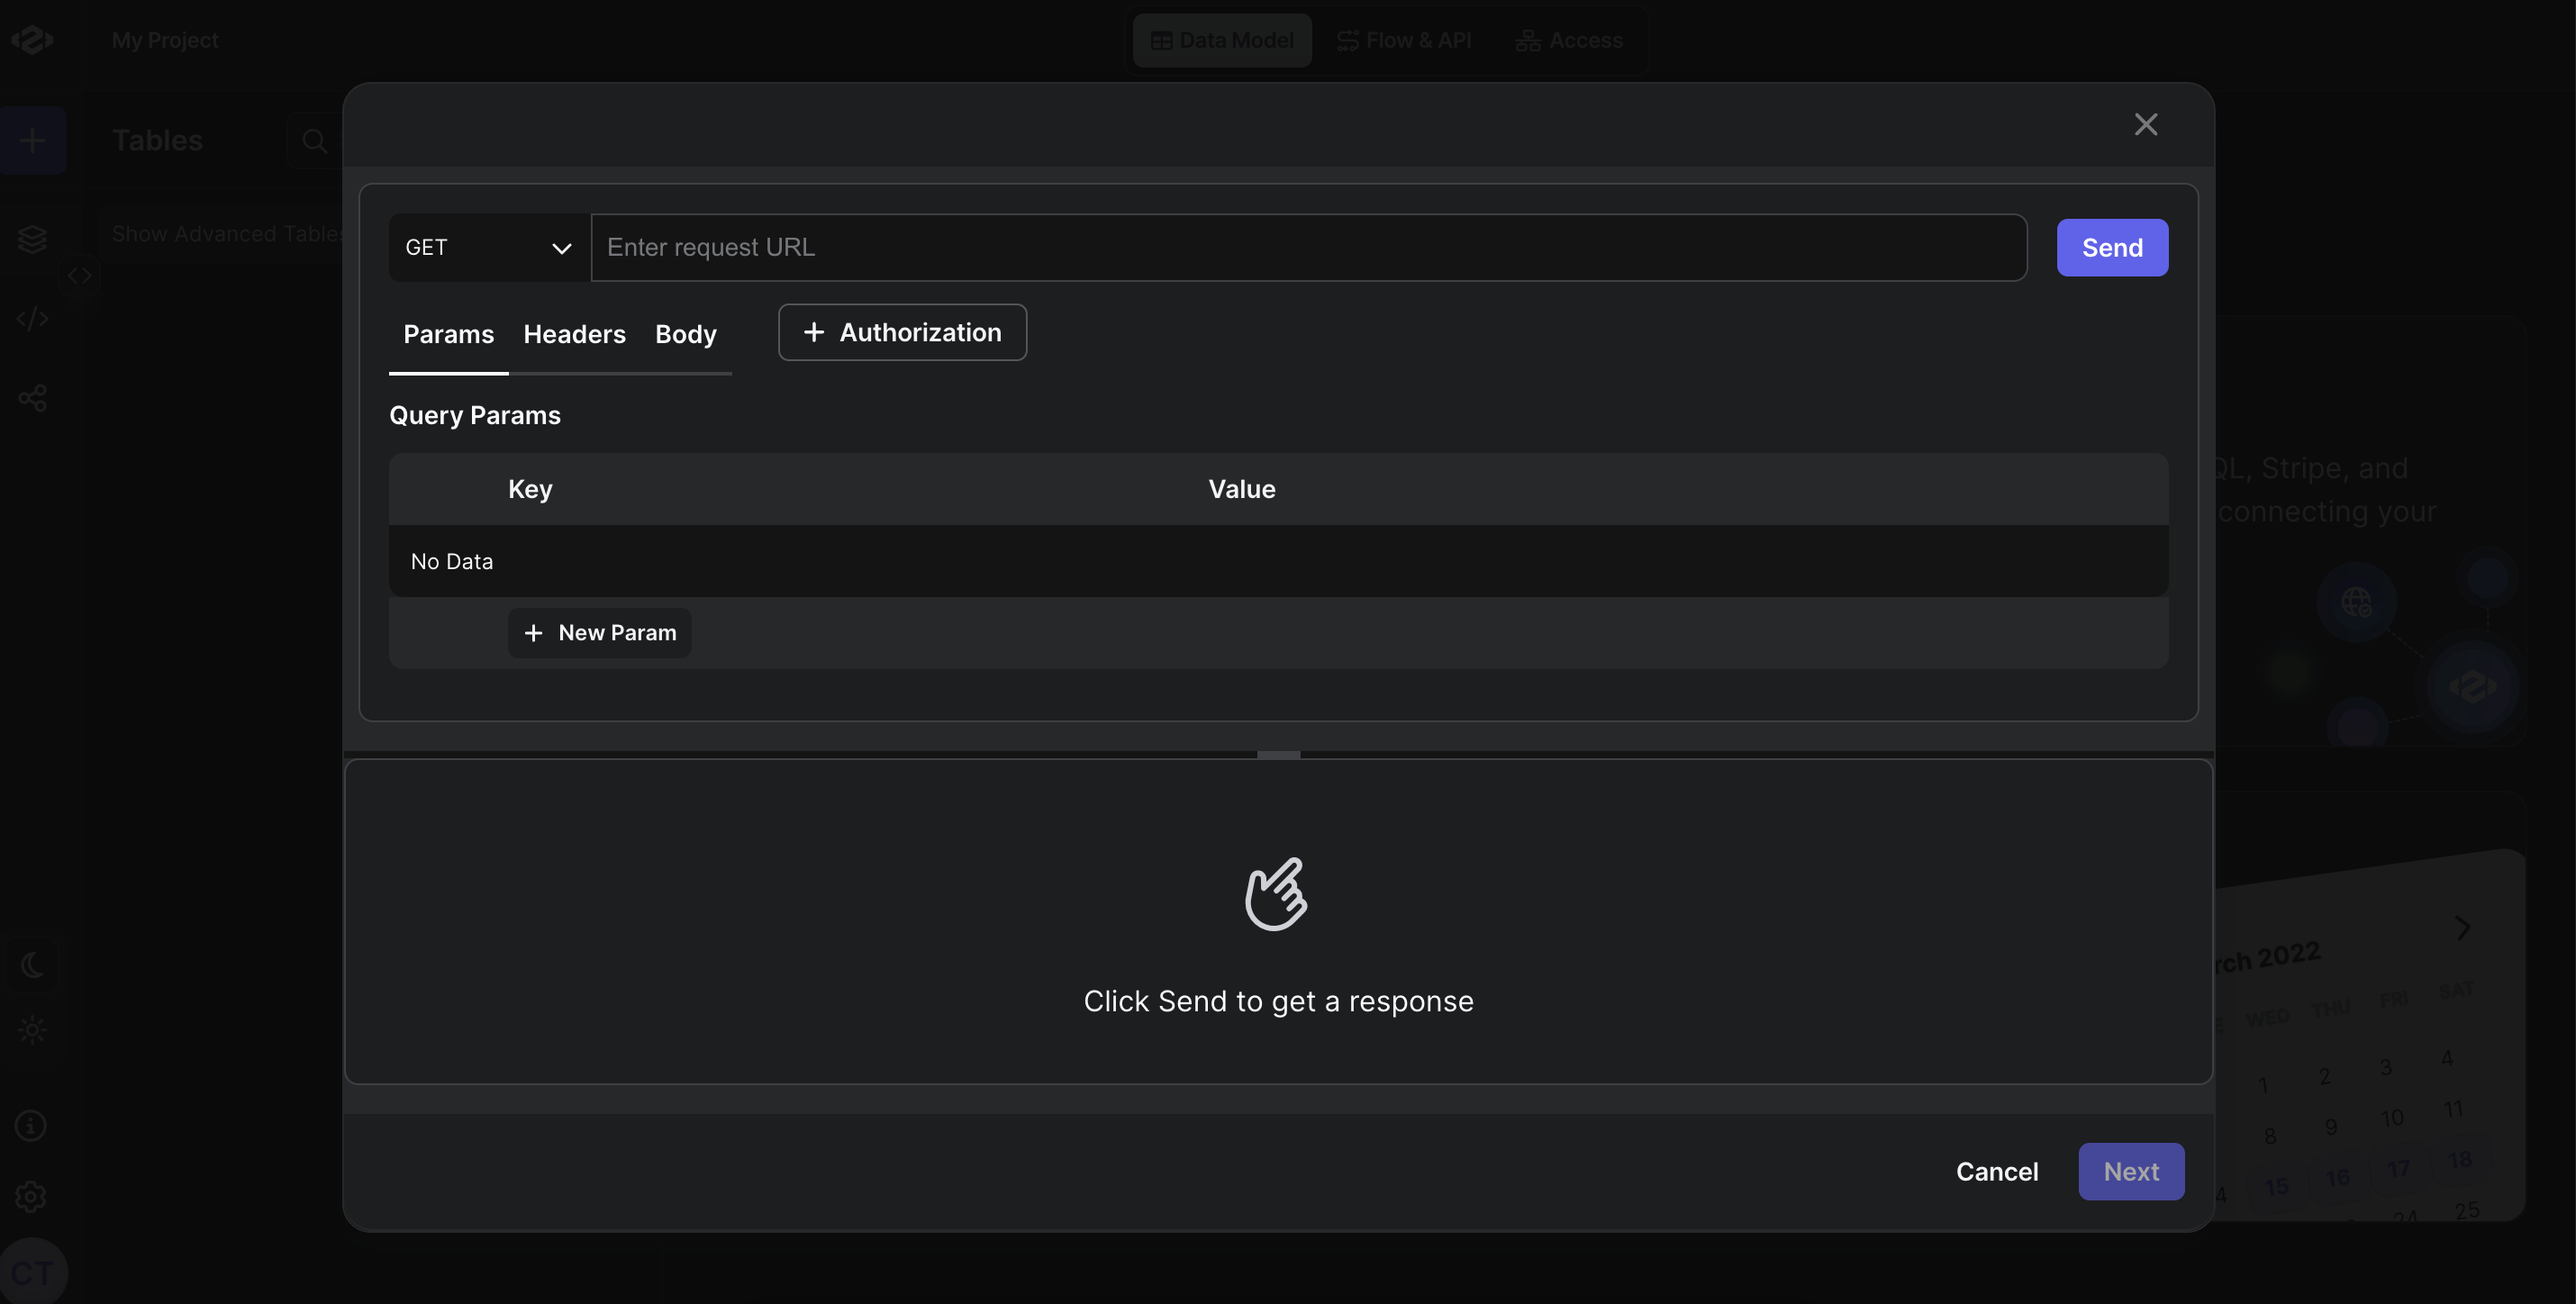 My Project
Data Model
Flow & API
Access
Tables
Show Advanced Tables
GET
Enter request URL
Send
Params
Headers
Body
+ Authorization
Query Params
Key
Value
No Data
+ New Param
QL, Stripe, and
connecting your
Click Send to get a response
rch 2022
E WED THU FRI SAT
1 2 3 4
8 9 10 11
4 15 16 17 18
24 25
Cancel
Next
CT